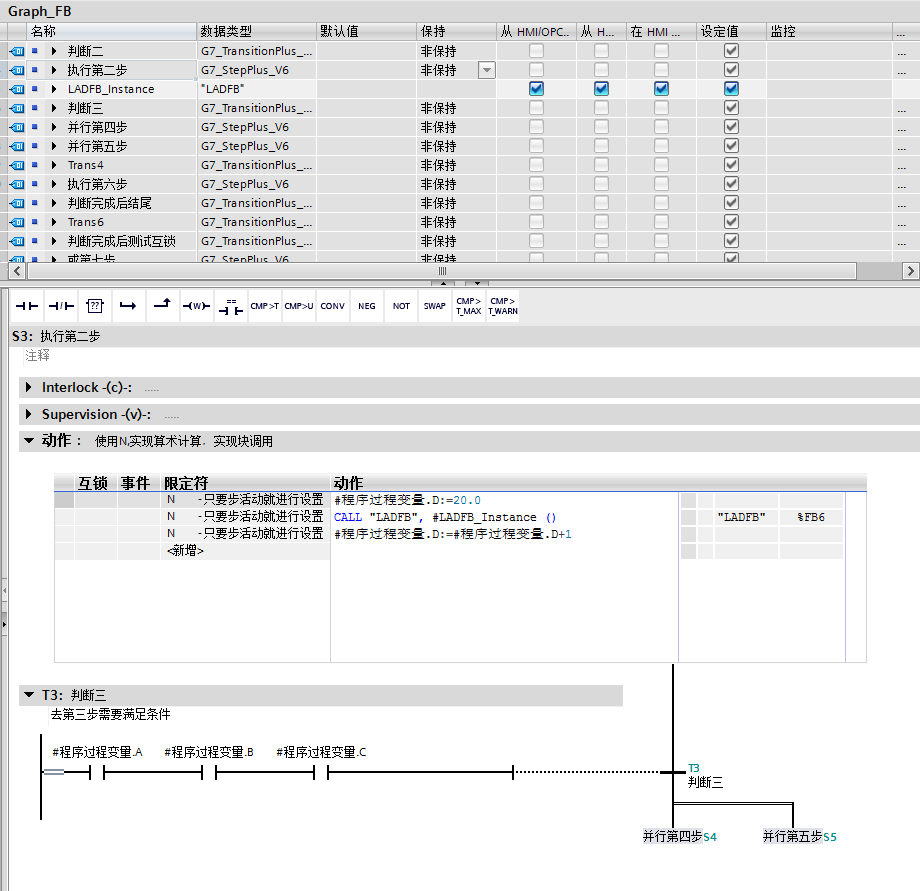 Graph_FB
名称 数据类型 默认值 保持 从 HMI/OPC.. 从 H... 在 HMI ... 设定值 监控 ...
判断二 G7_TransitionPlus_... 非保持 ...
执行第二步 G7_StepPlus_V6 非保持 ...
LADFB_Instance "LADFB" ...
判断三 G7_TransitionPlus_... 非保持 ...
并行第四步 G7_StepPlus_V6 非保持 ...
并行第五步 G7_StepPlus_V6 非保持 ...
Trans4 G7_TransitionPlus_... 非保持 ...
执行第六步 G7_StepPlus_V6 非保持 ...
判断完成后结尾 G7_TransitionPlus_... 非保持 ...
Trans6 G7_TransitionPlus_... 非保持 ...
判断完成后测试互锁 G7_TransitionPlus_... 非保持 ...
或第七步 G7_StepPlus_V6 非保持 ...
?? (W) == CMP>T CMP>U CONV NEG NOT SWAP CMP> T_MAX CMP> T_WARN
S3: 执行第二步
注释
Interlock -(c)-: .....
Supervision -(v)-: .....
动作 : 使用N,实现算术计算. 实现块调用
互锁 事件 限定符 动作
N -只要步活动就进行设置 #程序过程变量.D:=20.0
N -只要步活动就进行设置 CALL "LADFB", #LADFB_Instance () "LADFB" %FB6
N -只要步活动就进行设置 #程序过程变量.D:=#程序过程变量.D+1
<新增>
T3: 判断三
去第三步需要满足条件
#程序过程变量.A #程序过程变量.B #程序过程变量.C
T3
判断三
并行第四步S4 并行第五步S5